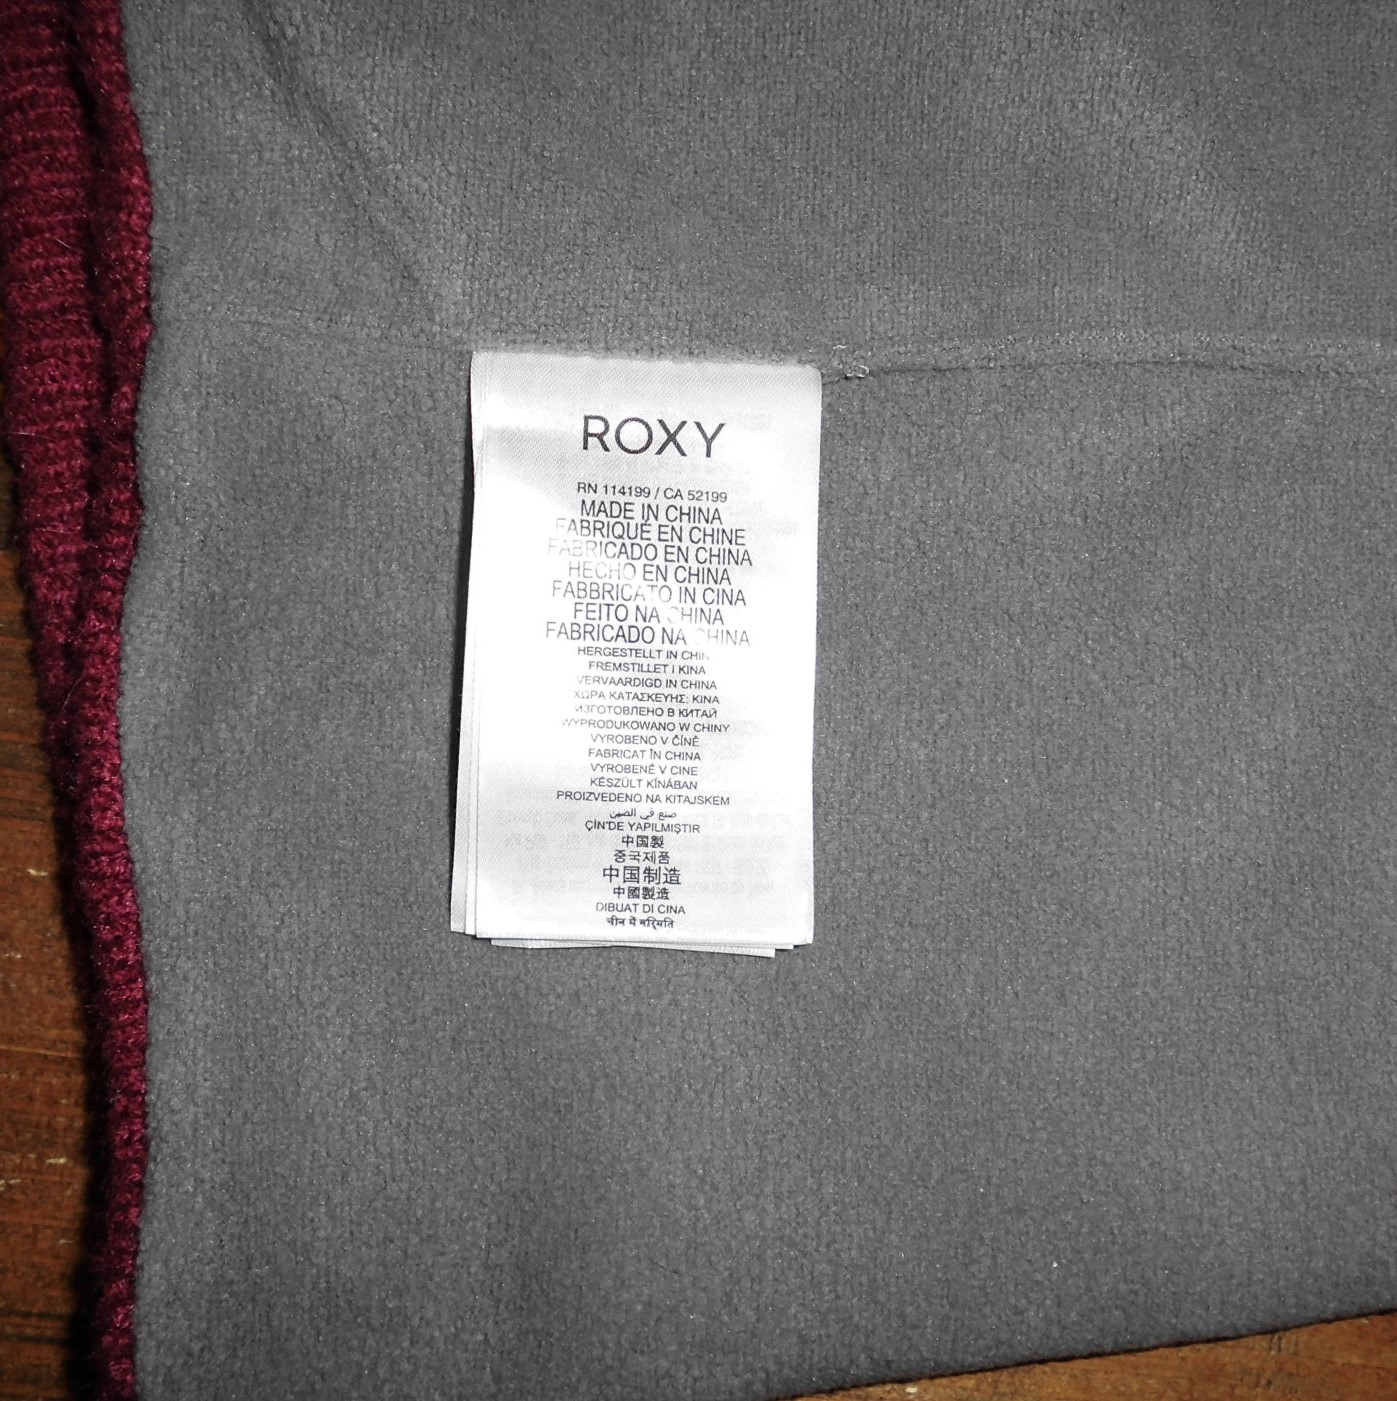 ROXY
RN 114199 / CA 52199
MADE IN CHINA
FABRIQUÉ EN CHINE
FABRICADO EN CHINA
HECHO EN CHINA
FABBRICATO IN CINA
FEITO NA CHINA
FABRICADO NA CHINA
HERGESTELLT IN CHINA
FREMSTILLET I KINA
VERVAARDIGD IN CHINA
ΧΩΡΑ ΚΑΤΑΣΚΕΥΗΣ: ΚΙΝΑ
ИЗГОТОВЛЕНО В КИТАЙ
WYPRODUKOWANO W CHINY
VYROBENO V ČÍNĚ
FABRICAT ÎN CHINA
VYROBENÉ V CINE
KÉSZÜLT KÍNÁBAN
PROIZVEDENO NA KITAJSKEM
صنع في الصين
ÇİN'DE YAPILMIŞTIR
中国製
중국제품
中国制造
中國製造
DIBUAT DI CINA
चीन में